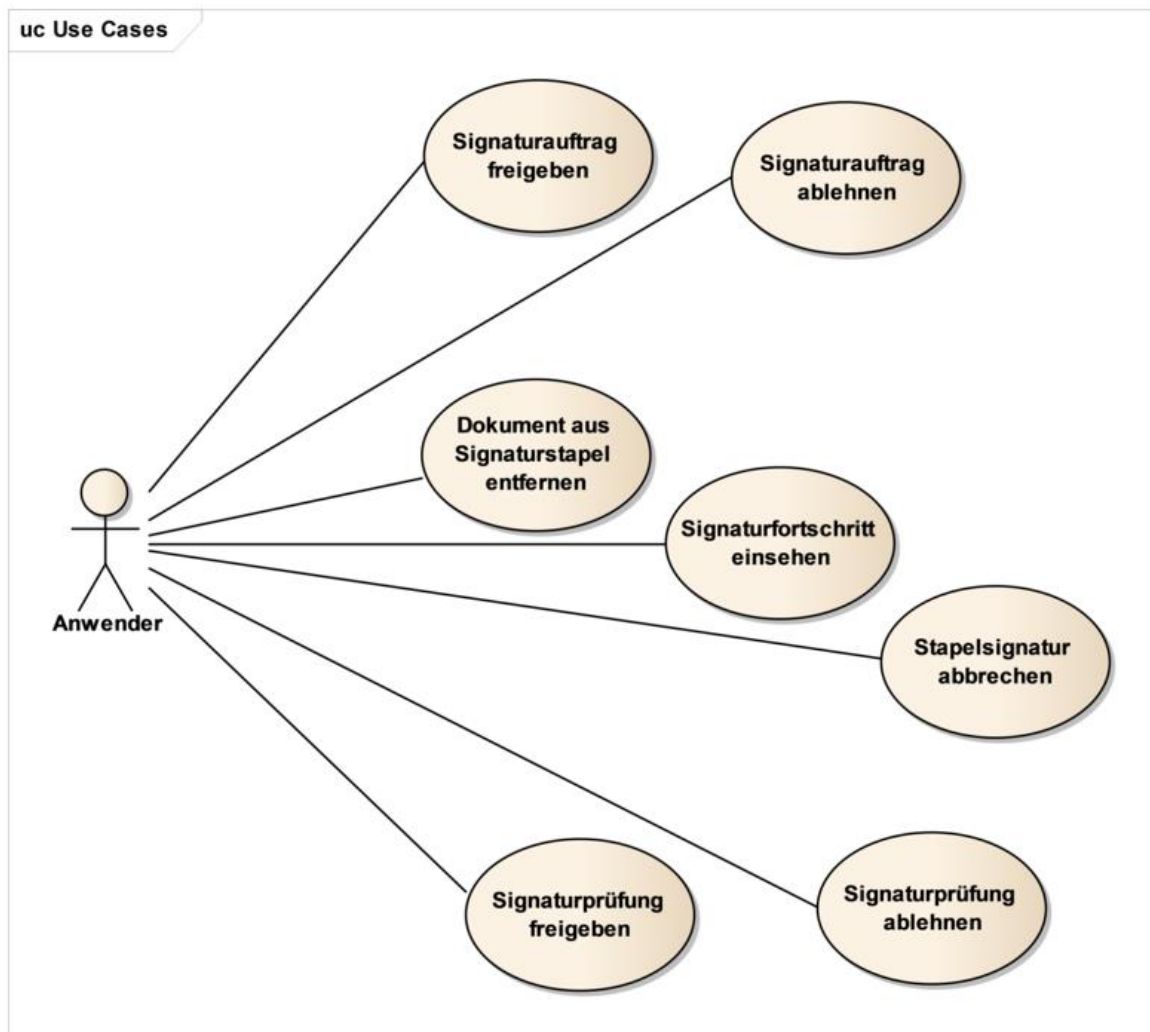 uc Use Cases
Signaturauftrag
freigeben
Signaturauftrag
ablehnen
Dokument aus
Signaturstapel
entfernen
Signaturfortschritt
einsehen
Anwender
Stapelsignatur
abbrechen
Signaturprüfung
freigeben
Signaturprüfung
ablehnen